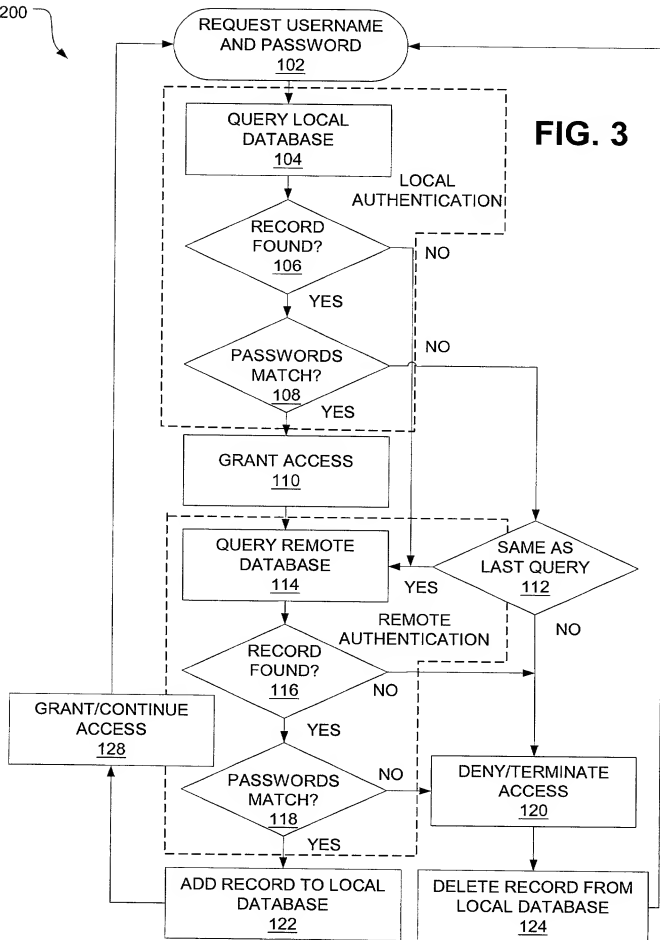 200
REQUEST USERNAME
AND PASSWORD
102
QUERY LOCAL
DATABASE
104
FIG. 3
LOCAL
AUTHENTICATION
RECORD
FOUND?
106
NO
YES
PASSWORDS
MATCH?
108
NO
YES
GRANT ACCESS
110
QUERY REMOTE
DATABASE
114
SAME AS
LAST QUERY
112
YES
NO
REMOTE
AUTHENTICATION
RECORD
FOUND?
116
NO
YES
GRANT/CONTINUE
ACCESS
128
PASSWORDS
MATCH?
118
NO
YES
DENY/TERMINATE
ACCESS
120
ADD RECORD TO LOCAL
DATABASE
122
DELETE RECORD FROM
LOCAL DATABASE
124